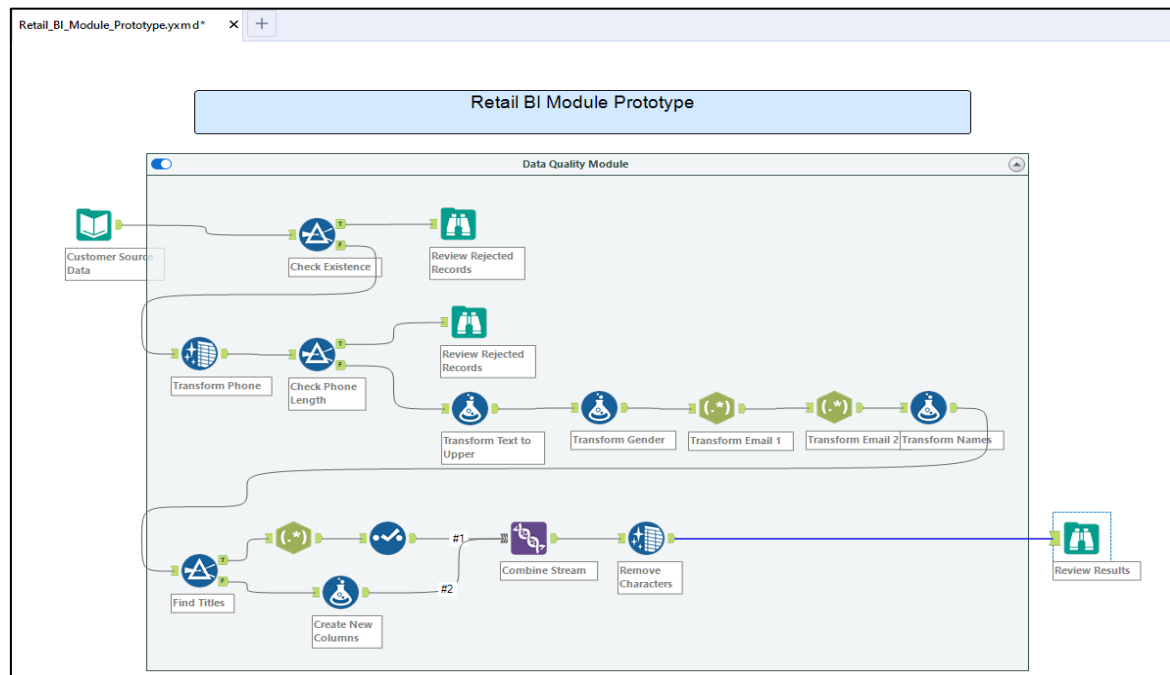 Retail_BI_Module_Prototype.yxmd*
Retail BI Module Prototype
Data Quality Module
Customer Source
Data
T
F
Check Existence
Review Rejected
Records
Transform Phone
T
F
Check Phone
Length
Review Rejected
Records
Transform Text to
Upper
Transform Gender
(.*)
Transform Email 1
(.*)
Transform Email 2
Transform Names
T
F
Find Titles
(.*)
#1
#2
Create New
Columns
Combine Stream
Remove
Characters
Review Results